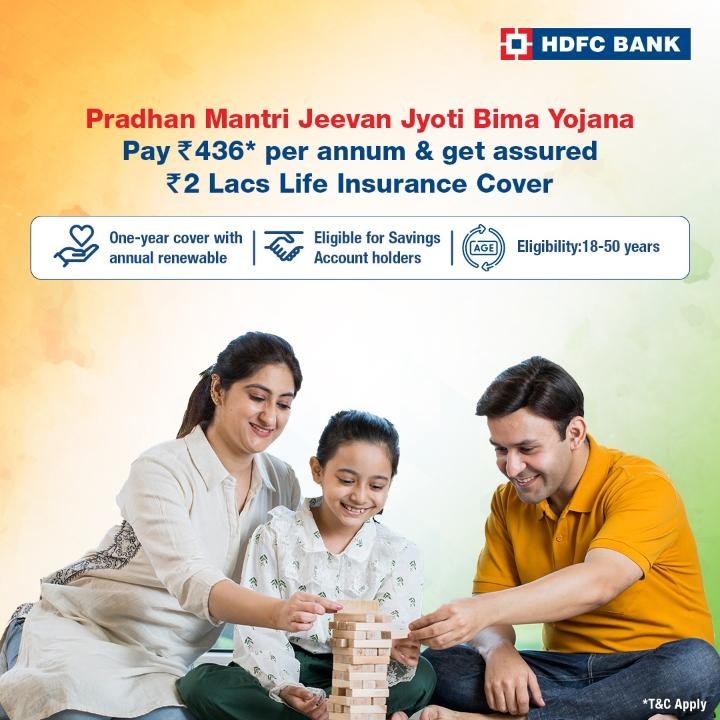 HDFC BANK
Pradhan Mantri Jeevan Jyoti Bima Yojana
Pay ₹436* per annum & get assured
₹2 Lacs Life Insurance Cover
One-year cover with
annual renewable
Eligible for Savings
Account holders
AGE
Eligibility:18-50 years
*T&C Apply